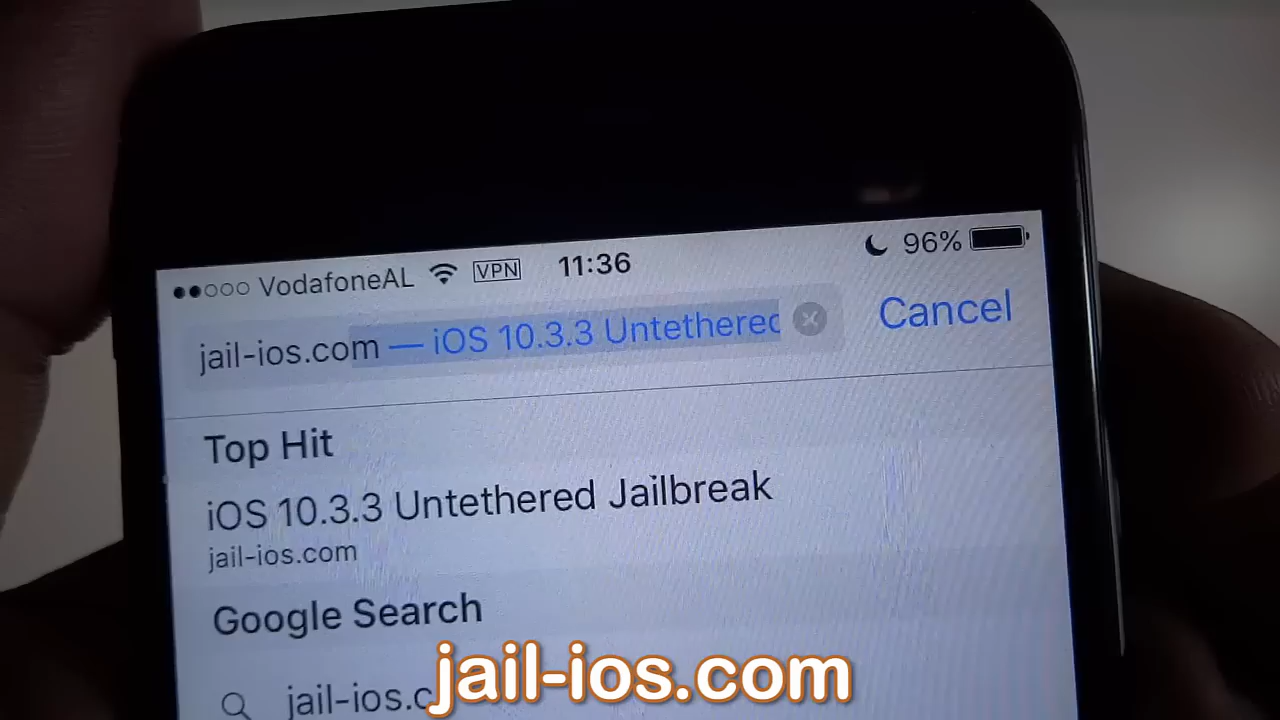 ●●○○○ VodafoneAL VPN 11:36 96%
jail-ios.com — iOS 10.3.3 Untethered Cancel
Top Hit
iOS 10.3.3 Untethered Jailbreak
jail-ios.com
Google Search
jail-ios.c
jail-ios.com